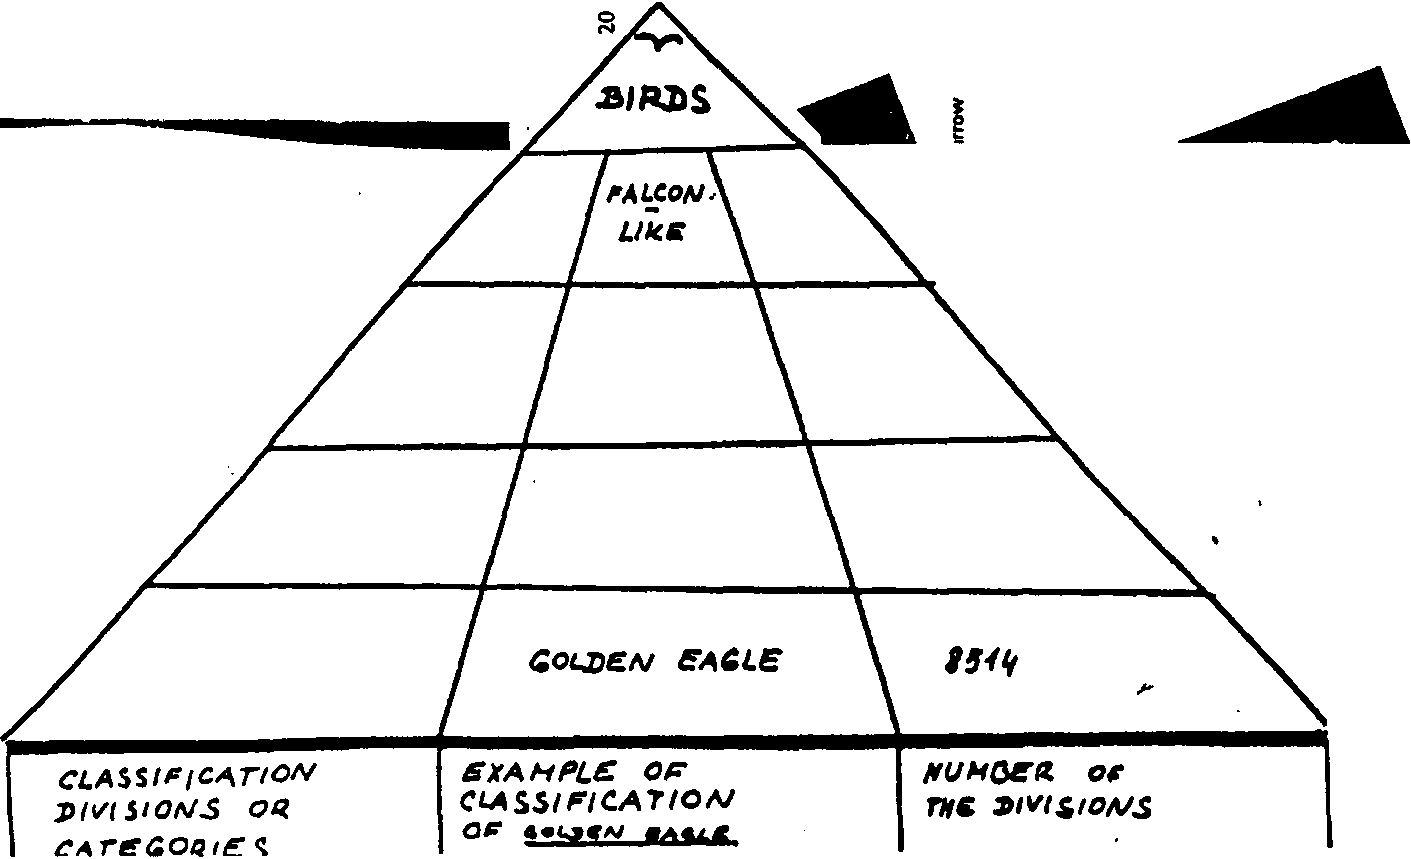 20
BIRDS
irrow
FALCON-
LIKE
GOLDEN EAGLE 8514
CLASSIFICATION
DIVISIONS OR
CATEGORIES
EXAMPLE OF
CLASSIFICATION
OF GOLDEN EAGLE
NUMBER OF
THE DIVISIONS